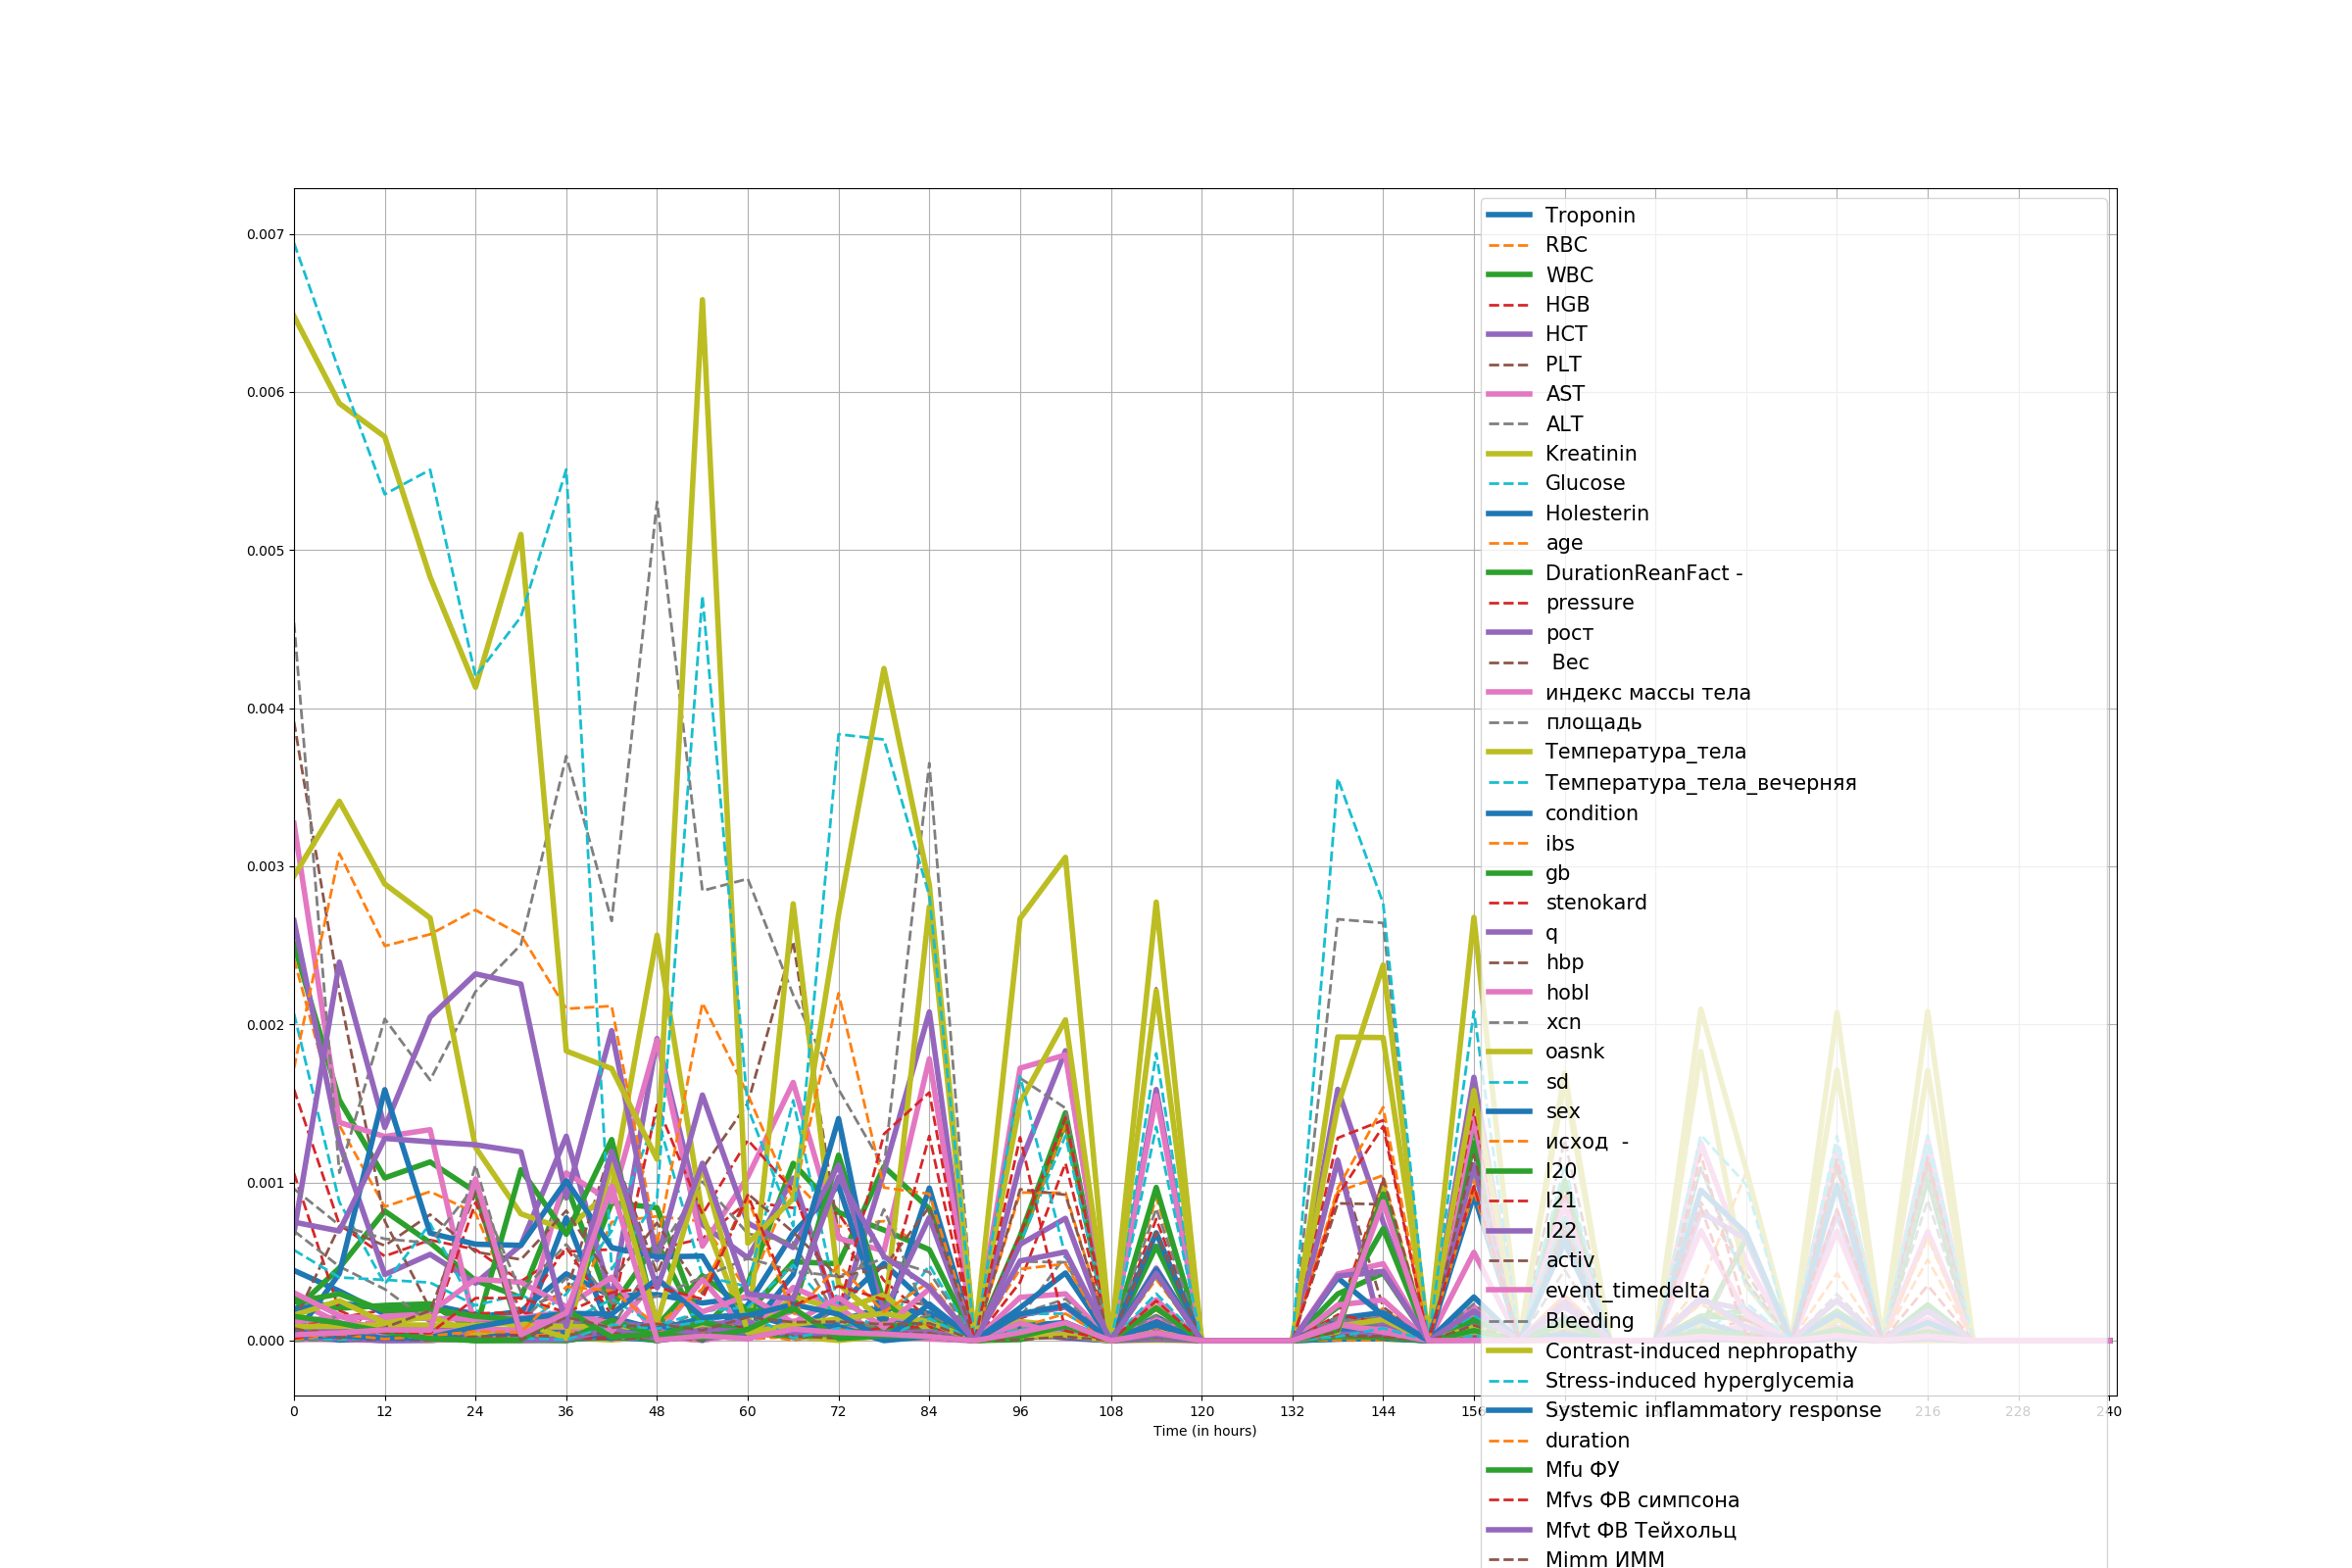 0.007
0.006
0.005
0.004
0.003
0.002
0.001
0.000
0 12 24 36 48 60 72 84 96 108 120 132 144 156 216 228 240
Time (in hours)
Troponin
RBC
WBC
HGB
HCT
PLT
AST
ALT
Kreatinin
Glucose
Holesterin
age
DurationReanFact -
pressure
рост
Вес
индекс массы тела
площадь
Температура_тела
Температура_тела_вечерняя
condition
ibs
gb
stenokard
q
hbp
hobl
xcn
oasnk
sd
sex
исход -
I20
I21
I22
activ
event_timedelta
Bleeding
Contrast-induced nephropathy
Stress-induced hyperglycemia
Systemic inflammatory response
duration
Mfu ФУ
Mfvs ФВ симпсона
Mfvt ФВ Тейхольц
Mimm ИММ